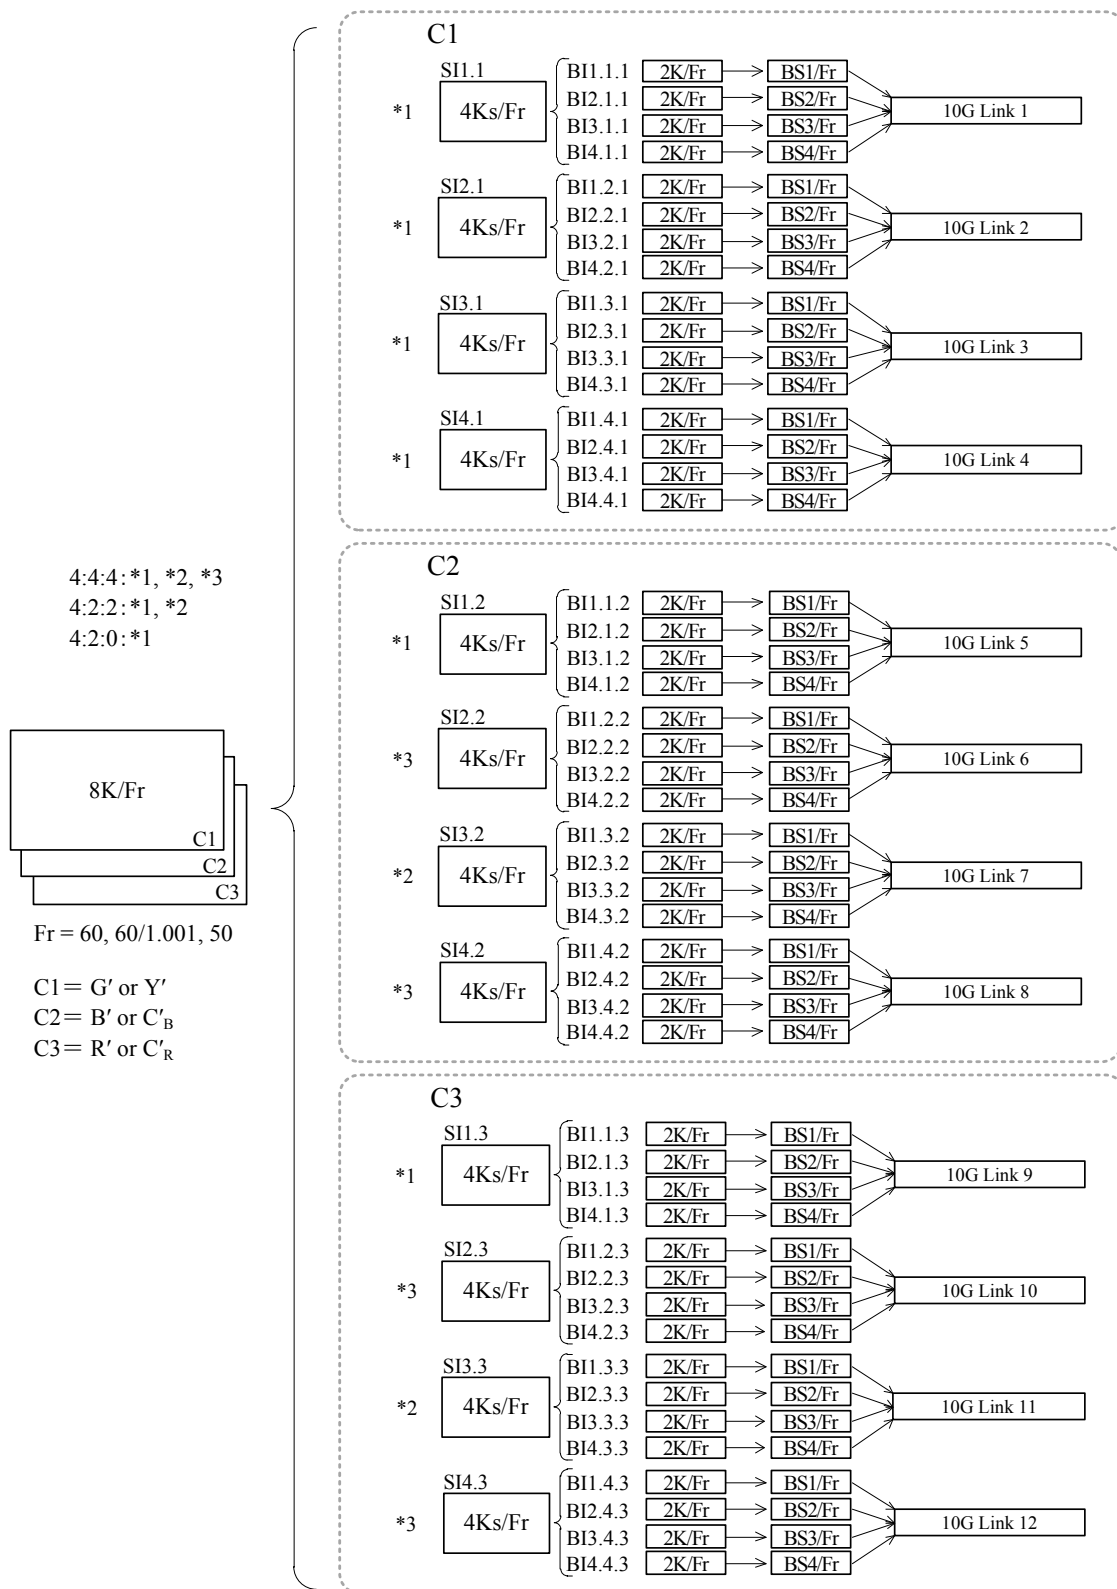 4:4:4: *1, *2, *3
4:2:2: *1, *2
4:2:0: *1
8K/Fr
C1
C2
C3
Fr = 60, 60/1.001, 50
C1= G′ or Y′
C2= B′ or C′B
C3= R′ or C′R
C1
SI1.1
*1
4Ks/Fr
BI1.1.1 2K/Fr BS1/Fr
BI2.1.1 2K/Fr BS2/Fr
BI3.1.1 2K/Fr BS3/Fr
BI4.1.1 2K/Fr BS4/Fr
10G Link 1
SI2.1
*1
4Ks/Fr
BI1.2.1 2K/Fr BS1/Fr
BI2.2.1 2K/Fr BS2/Fr
BI3.2.1 2K/Fr BS3/Fr
BI4.2.1 2K/Fr BS4/Fr
10G Link 2
SI3.1
*1
4Ks/Fr
BI1.3.1 2K/Fr BS1/Fr
BI2.3.1 2K/Fr BS2/Fr
BI3.3.1 2K/Fr BS3/Fr
BI4.3.1 2K/Fr BS4/Fr
10G Link 3
SI4.1
*1
4Ks/Fr
BI1.4.1 2K/Fr BS1/Fr
BI2.4.1 2K/Fr BS2/Fr
BI3.4.1 2K/Fr BS3/Fr
BI4.4.1 2K/Fr BS4/Fr
10G Link 4
C2
SI1.2
*1
4Ks/Fr
BI1.1.2 2K/Fr BS1/Fr
BI2.1.2 2K/Fr BS2/Fr
BI3.1.2 2K/Fr BS3/Fr
BI4.1.2 2K/Fr BS4/Fr
10G Link 5
SI2.2
*3
4Ks/Fr
BI1.2.2 2K/Fr BS1/Fr
BI2.2.2 2K/Fr BS2/Fr
BI3.2.2 2K/Fr BS3/Fr
BI4.2.2 2K/Fr BS4/Fr
10G Link 6
SI3.2
*2
4Ks/Fr
BI1.3.2 2K/Fr BS1/Fr
BI2.3.2 2K/Fr BS2/Fr
BI3.3.2 2K/Fr BS3/Fr
BI4.3.2 2K/Fr BS4/Fr
10G Link 7
SI4.2
*3
4Ks/Fr
BI1.4.2 2K/Fr BS1/Fr
BI2.4.2 2K/Fr BS2/Fr
BI3.4.2 2K/Fr BS3/Fr
BI4.4.2 2K/Fr BS4/Fr
10G Link 8
C3
SI1.3
*1
4Ks/Fr
BI1.1.3 2K/Fr BS1/Fr
BI2.1.3 2K/Fr BS2/Fr
BI3.1.3 2K/Fr BS3/Fr
BI4.1.3 2K/Fr BS4/Fr
10G Link 9
SI2.3
*3
4Ks/Fr
BI1.2.3 2K/Fr BS1/Fr
BI2.2.3 2K/Fr BS2/Fr
BI3.2.3 2K/Fr BS3/Fr
BI4.2.3 2K/Fr BS4/Fr
10G Link 10
SI3.3
*2
4Ks/Fr
BI1.3.3 2K/Fr BS1/Fr
BI2.3.3 2K/Fr BS2/Fr
BI3.3.3 2K/Fr BS3/Fr
BI4.3.3 2K/Fr BS4/Fr
10G Link 11
SI4.3
*3
4Ks/Fr
BI1.4.3 2K/Fr BS1/Fr
BI2.4.3 2K/Fr BS2/Fr
BI3.4.3 2K/Fr BS3/Fr
BI4.4.3 2K/Fr BS4/Fr
10G Link 12